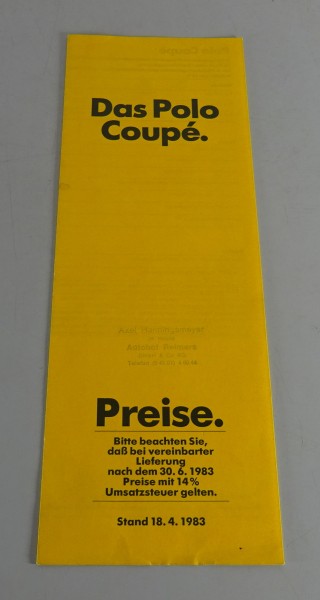 Das Polo
Coupé.
Preise.
Bitte beachten Sie,
daß bei vereinbarter
Lieferung
nach dem 30. 6. 1983
Preise mit 14%
Umsatzsteuer gelten.
Stand 18. 4. 1983